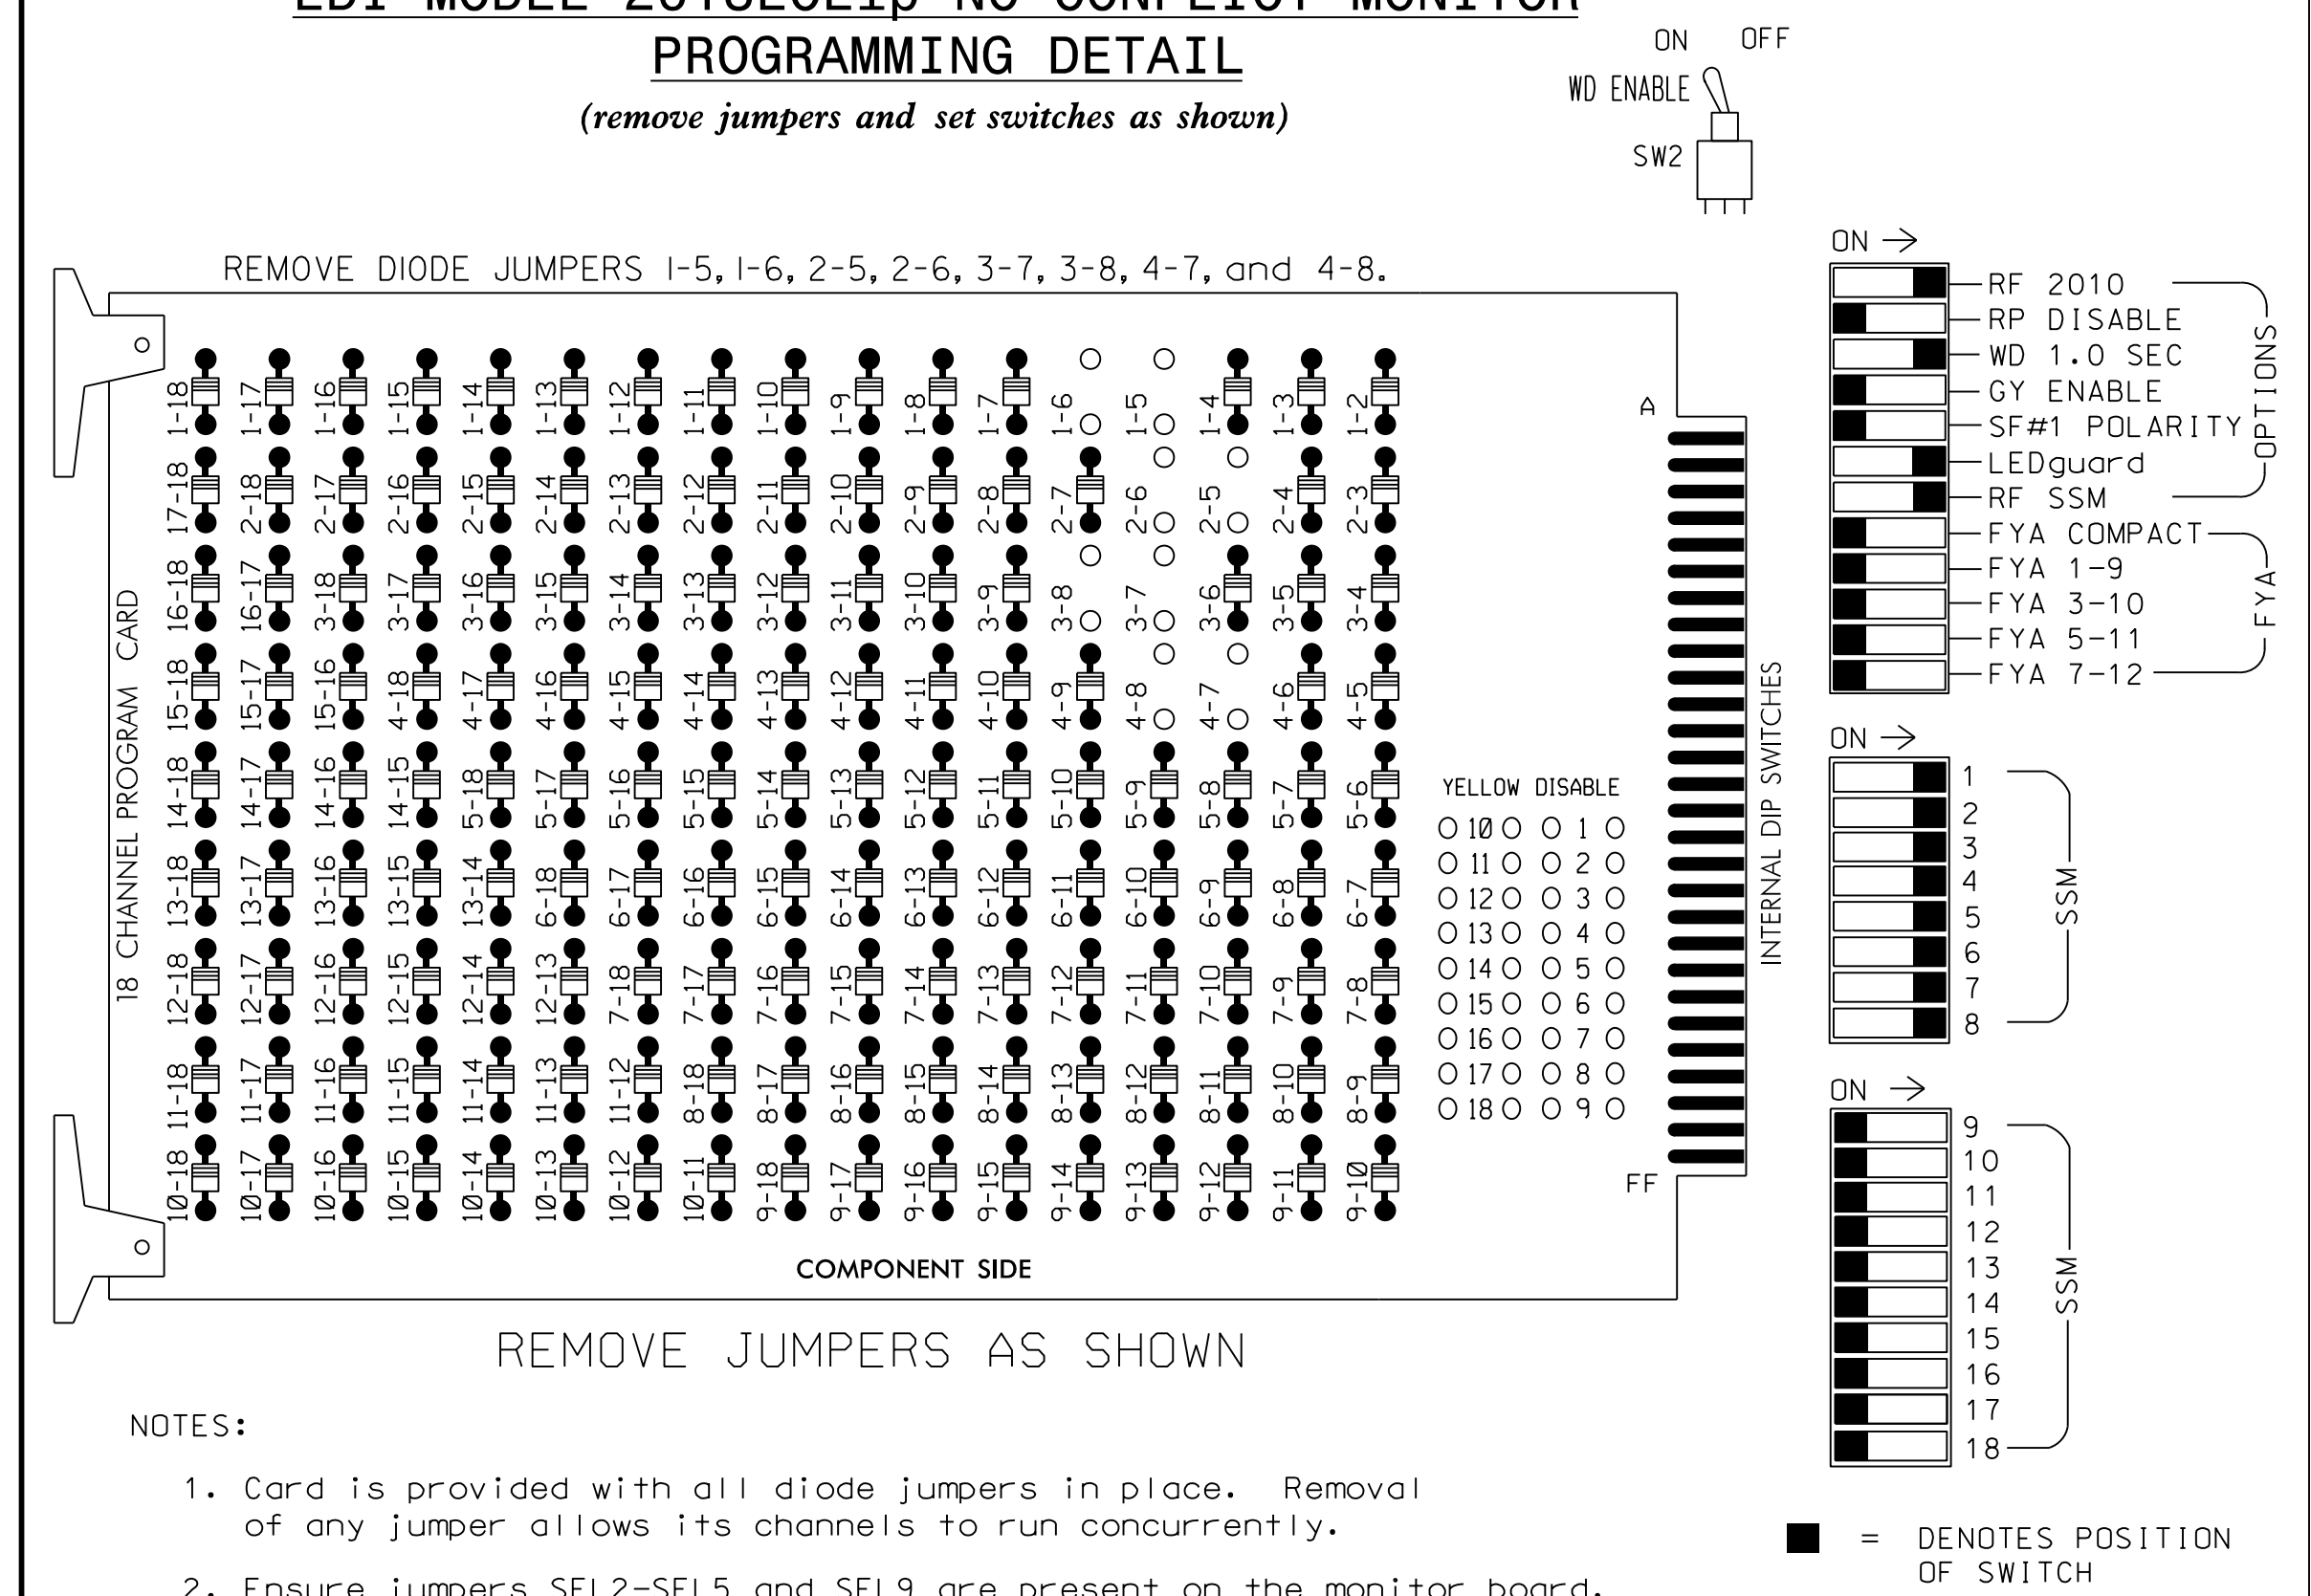 EDI MODEL 2018ECLip-NC CONFLICT MONITOR
PROGRAMMING DETAIL
(remove jumpers and set switches as shown)
ON OFF
WD ENABLE
SW2
REMOVE DIODE JUMPERS 1-5, 1-6, 2-5, 2-6, 3-7, 3-8, 4-7, and 4-8.
18 CHANNEL PROGRAM CARD
1-18 1-17 1-16 1-15 1-14 1-13 1-12 1-11 1-10 1-9 1-8 1-7 1-6 1-5 1-4 1-3 1-2
17-18 2-18 2-17 2-16 2-15 2-14 2-13 2-12 2-11 2-10 2-9 2-8 2-7 2-6 2-5 2-4 2-3
16-18 16-17 3-18 3-17 3-16 3-15 3-14 3-13 3-12 3-11 3-10 3-9 3-8 3-7 3-6 3-5 3-4
15-18 15-17 15-16 4-18 4-17 4-16 4-15 4-14 4-13 4-12 4-11 4-10 4-9 4-8 4-7 4-6 4-5
14-18 14-17 14-16 14-15 5-18 5-17 5-16 5-15 5-14 5-13 5-12 5-11 5-10 5-9 5-8 5-7 5-6
13-18 13-17 13-16 13-15 13-14 6-18 6-17 6-16 6-15 6-14 6-13 6-12 6-11 6-10 6-9 6-8 6-7
12-18 12-17 12-16 12-15 12-14 12-13 7-18 7-17 7-16 7-15 7-14 7-13 7-12 7-11 7-10 7-9 7-8
11-18 11-17 11-16 11-15 11-14 11-13 11-12 8-18 8-17 8-16 8-15 8-14 8-13 8-12 8-11 8-10 8-9
10-18 10-17 10-16 10-15 10-14 10-13 10-12 10-11 9-18 9-17 9-16 9-15 9-14 9-13 9-12 9-11 9-10
YELLOW DISABLE
10 1
11 2
12 3
13 4
14 5
15 6
16 7
17 8
18 9
A
FF
COMPONENT SIDE
INTERNAL DIP SWITCHES
ON
RF 2010
RP DISABLE
WD 1.0 SEC
GY ENABLE
SF#1 POLARITY
LEDguard
RF SSM
OPTIONS
FYA COMPACT
FYA 1-9
FYA 3-10
FYA 5-11
FYA 7-12
FYA
ON
1
2
3
4
5
6
7
8
SSM
ON
9
10
11
12
13
14
15
16
17
18
SSM
REMOVE JUMPERS AS SHOWN
NOTES:
1. Card is provided with all diode jumpers in place. Removal
of any jumper allows its channels to run concurrently.
2. Ensure jumpers SEL2-SEL5 and SEL9 are present on the monitor board.
= DENOTES POSITION
OF SWITCH